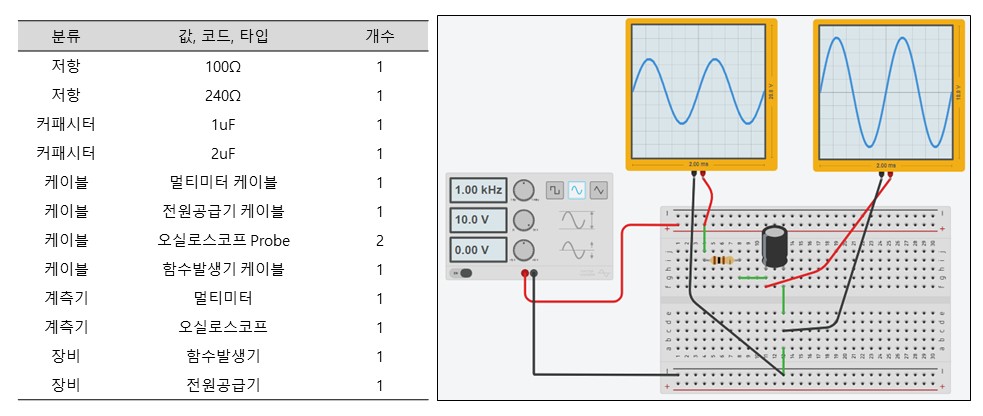 분류 값, 코드, 타입 개수
저항 100Ω 1
저항 240Ω 1
커패시터 1uF 1
커패시터 2uF 1
케이블 멀티미터 케이블 1
케이블 전원공급기 케이블 1
케이블 오실로스코프 Probe 2
케이블 함수발생기 케이블 1
계측기 멀티미터 1
계측기 오실로스코프 1
장비 함수발생기 1
장비 전원공급기 1
2.00 ms
20.0 V
2.00 ms
10.0 V
1.00 kHz
10.0 V
0.00 V